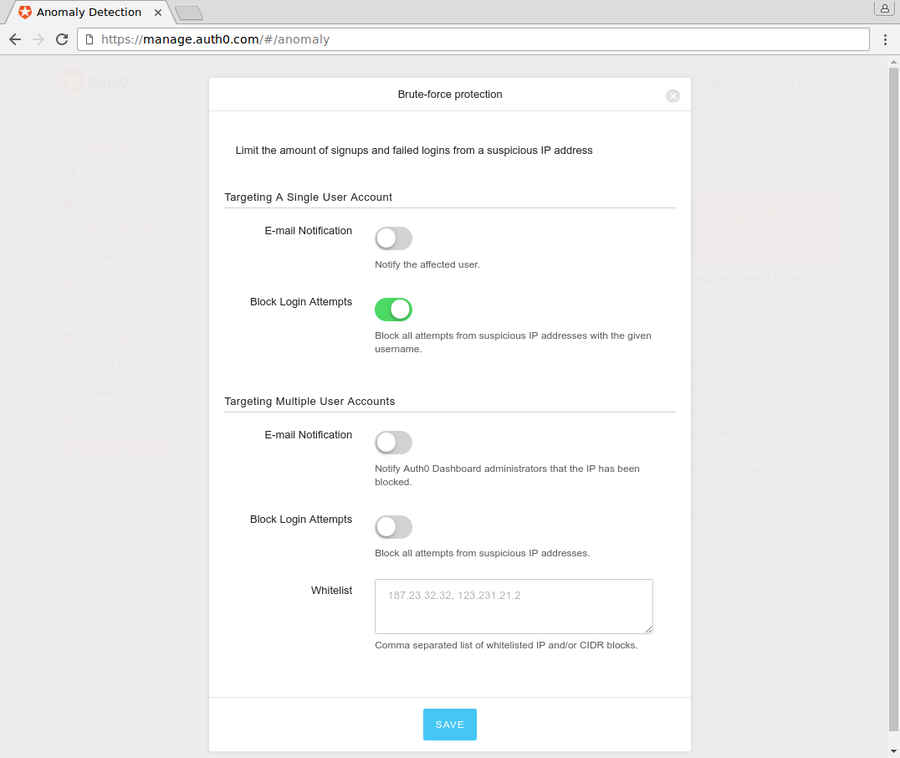 Anomaly Detection
https://manage.auth0.com/#/anomaly
Auth0
Brute-force protection
Limit the amount of signups and failed logins from a suspicious IP address
Targeting A Single User Account
E-mail Notification
Notify the affected user.
Block Login Attempts
Block all attempts from suspicious IP addresses with the given
username.
Targeting Multiple User Accounts
E-mail Notification
Notify Auth0 Dashboard administrators that the IP has been
blocked.
Block Login Attempts
Block all attempts from suspicious IP addresses.
Whitelist
187.23.32.32, 123.231.21.2
Comma separated list of whitelisted IP and/or CIDR blocks.
SAVE